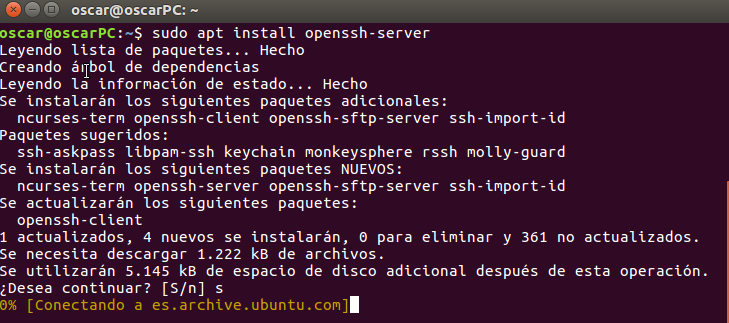 oscar@oscarPC: ~
oscar@oscarPC:~$ sudo apt install openssh-server
Leyendo lista de paquetes... Hecho
Creando árbol de dependencias
Leyendo la información de estado... Hecho
Se instalarán los siguientes paquetes adicionales:
  ncurses-term openssh-client openssh-sftp-server ssh-import-id
Paquetes sugeridos:
  ssh-askpass libpam-ssh keychain monkeysphere rssh molly-guard
Se instalarán los siguientes paquetes NUEVOS:
  ncurses-term openssh-server openssh-sftp-server ssh-import-id
Se actualizarán los siguientes paquetes:
  openssh-client
1 actualizados, 4 nuevos se instalarán, 0 para eliminar y 361 no actualizados.
Se necesita descargar 1.222 kB de archivos.
Se utilizarán 5.145 kB de espacio de disco adicional después de esta operación.
¿Desea continuar? [S/n] s
0% [Conectando a es.archive.ubuntu.com]